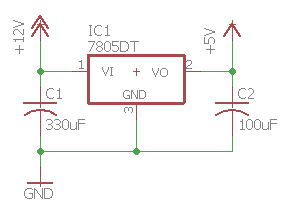 +12V
IC1
7805DT
+5V
1
VI
VO
2
GND
3
C1
330uF
C2
100uF
GND